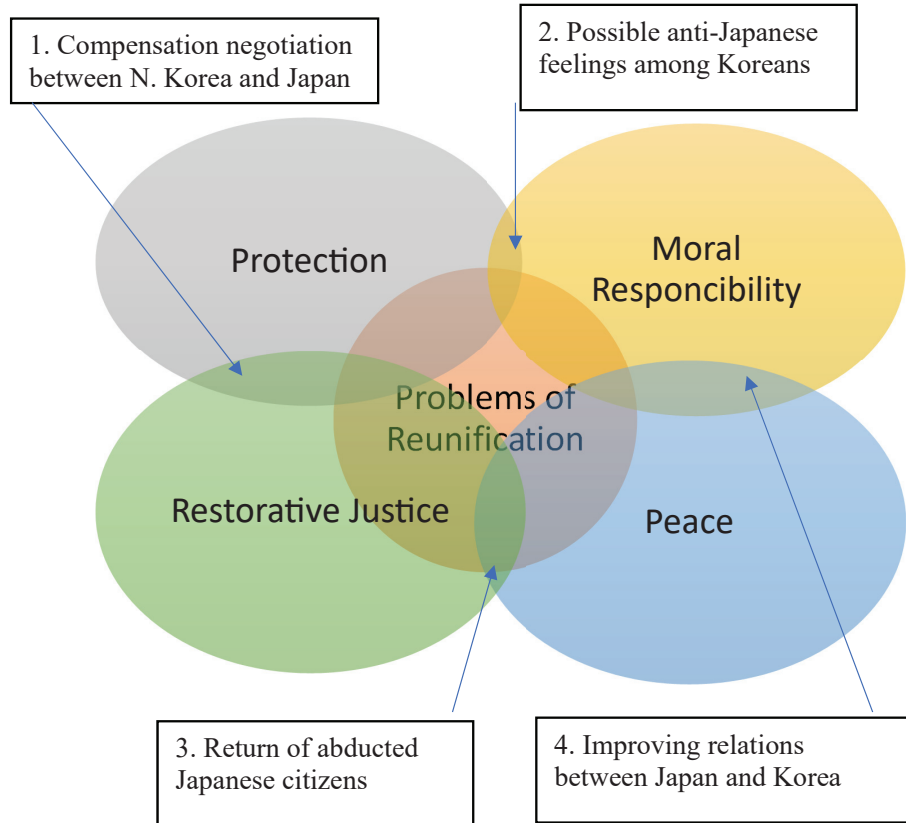 1. Compensation negotiation
between N. Korea and Japan
2. Possible anti-Japanese
feelings among Koreans
Protection
Moral
Responcibility
Problems of
Reunification
Restorative Justice
Peace
3. Return of abducted
Japanese citizens
4. Improving relations
between Japan and Korea